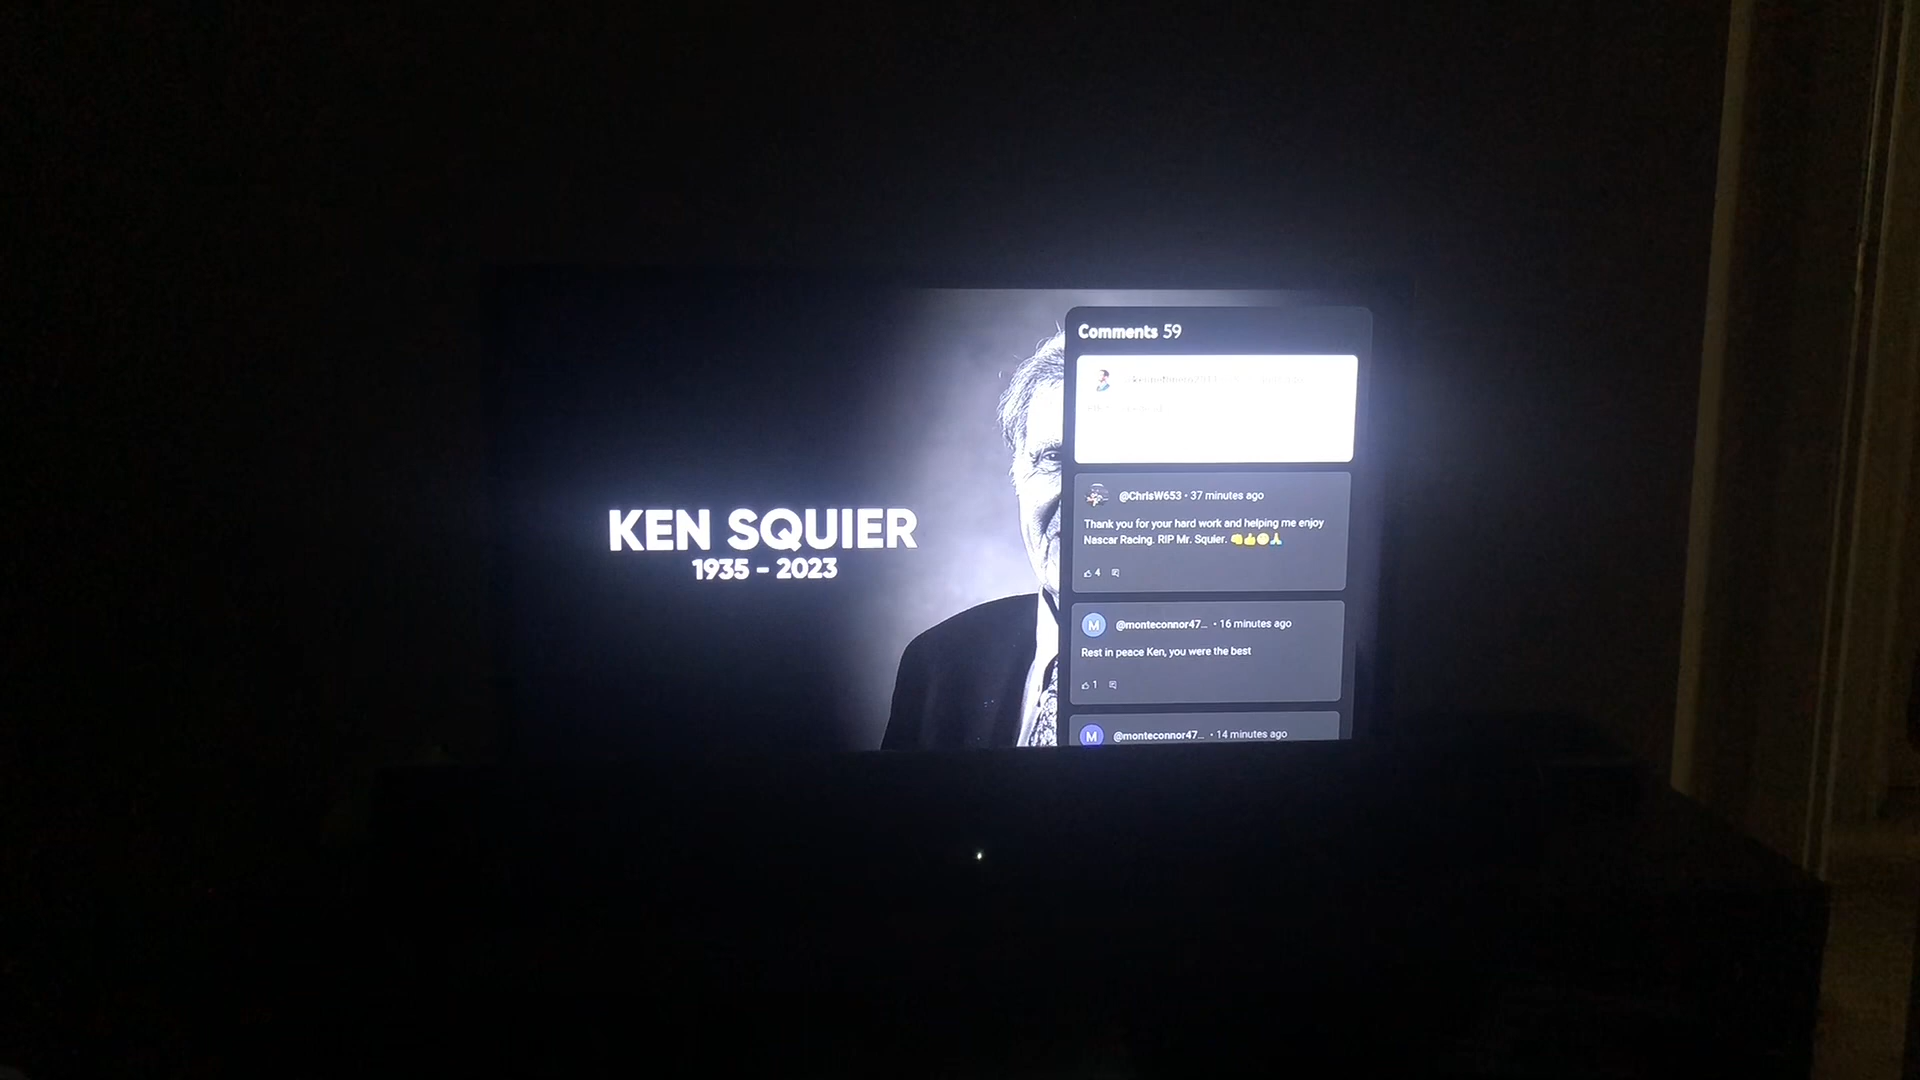 KEN SQUIER
1935 - 2023
Comments 59
@ChrisW653 • 37 minutes ago
Thank you for your hard work and helping me enjoy
Nascar Racing. RIP Mr. Squier. 
4
M @monteconnor47... • 16 minutes ago
Rest in peace Ken, you were the best
1
M @monteconnor47... • 14 minutes ago